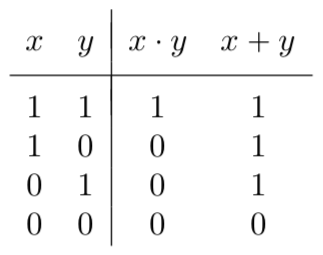 x y x · y x + y
1 1 1 1
1 0 0 1
0 1 0 1
0 0 0 0